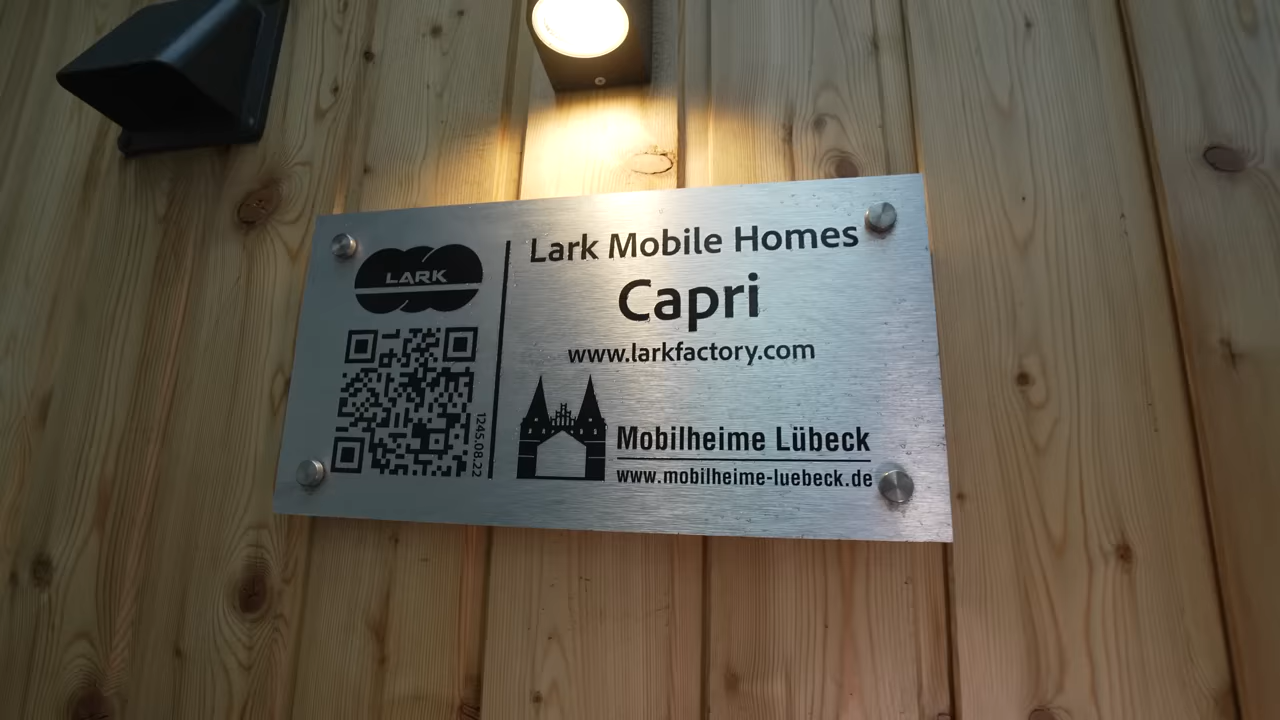 LARK
1245.08.22
Lark Mobile Homes
Capri
www.larkfactory.com
Mobilheime Lübeck
www.mobilheime-luebeck.de